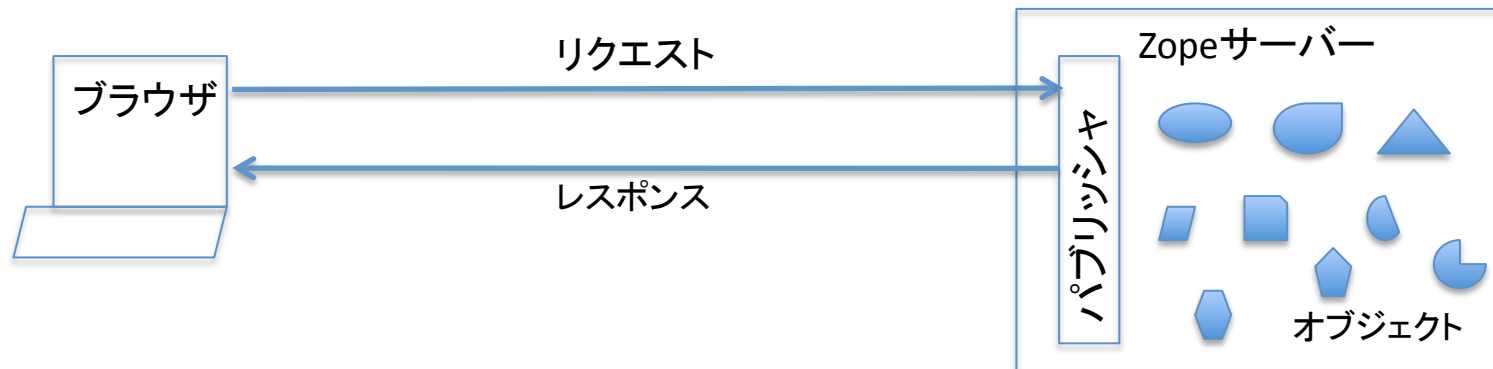 ブラウザ
リクエスト
レスポンス
Zopeサーバー
パブリッシャ
オブジェクト